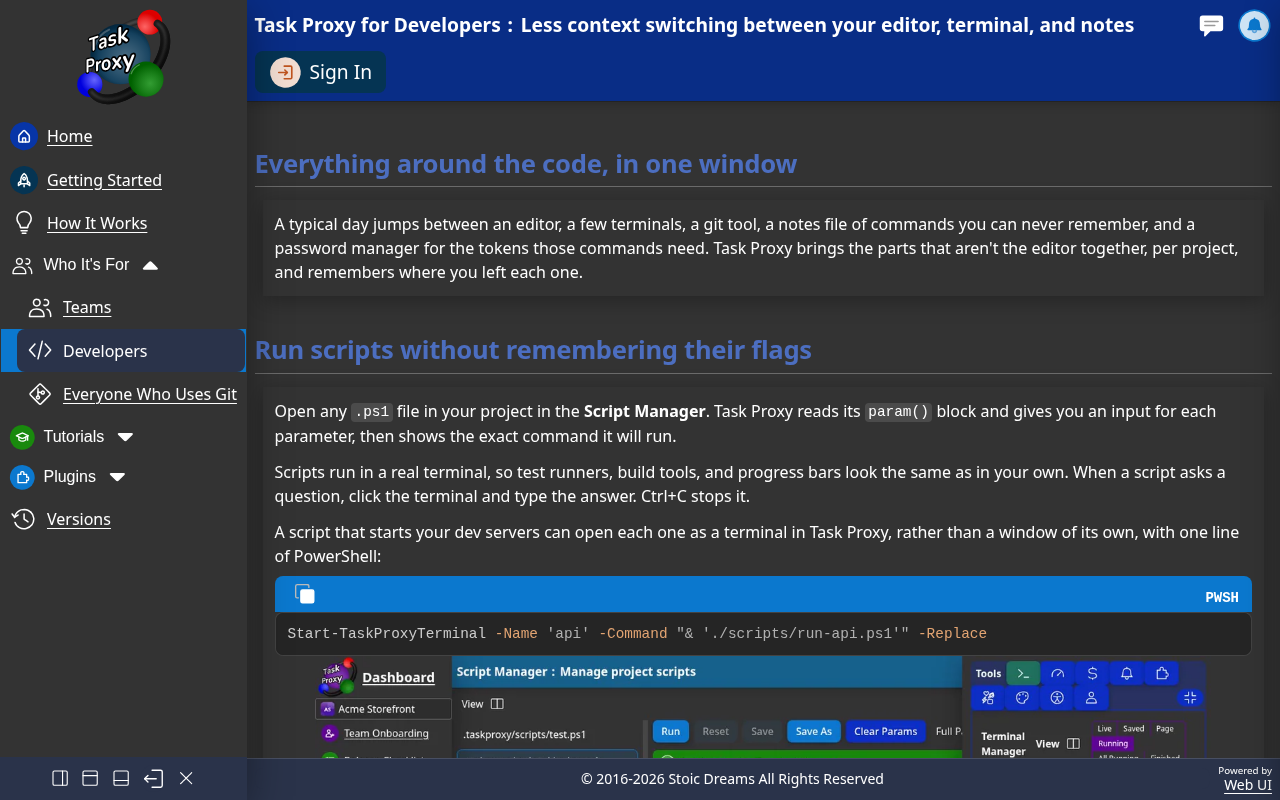 Task Proxy
Home
Getting Started
How It Works
Who It's For
Teams
Developers
Everyone Who Uses Git
Tutorials
Plugins
Versions
Task Proxy for Developers : Less context switching between your editor, terminal, and notes
Sign In
Everything around the code, in one window
A typical day jumps between an editor, a few terminals, a git tool, a notes file of commands you can never remember, and a
password manager for the tokens those commands need. Task Proxy brings the parts that aren't the editor together, per project,
and remembers where you left each one.
Run scripts without remembering their flags
Open any .ps1 file in your project in the Script Manager. Task Proxy reads its param() block and gives you an input for each
parameter, then shows the exact command it will run.
Scripts run in a real terminal, so test runners, build tools, and progress bars look the same as in your own. When a script asks a
question, click the terminal and type the answer. Ctrl+C stops it.
A script that starts your dev servers can open each one as a terminal in Task Proxy, rather than a window of its own, with one line
of PowerShell:
PWSH
Start-TaskProxyTerminal -Name 'api' -Command "& './scripts/run-api.ps1'" -Replace
Task Proxy
Dashboard
Acme Storefront
Team Onboarding
Script Manager : Manage project scripts
View
.taskproxy/scripts/test.ps1
Run Reset Save Save As Clear Params Full P
Tools
Terminal
Manager
View
Live Saved Page
Running
© 2016-2026 Stoic Dreams All Rights Reserved
Powered by
Web UI